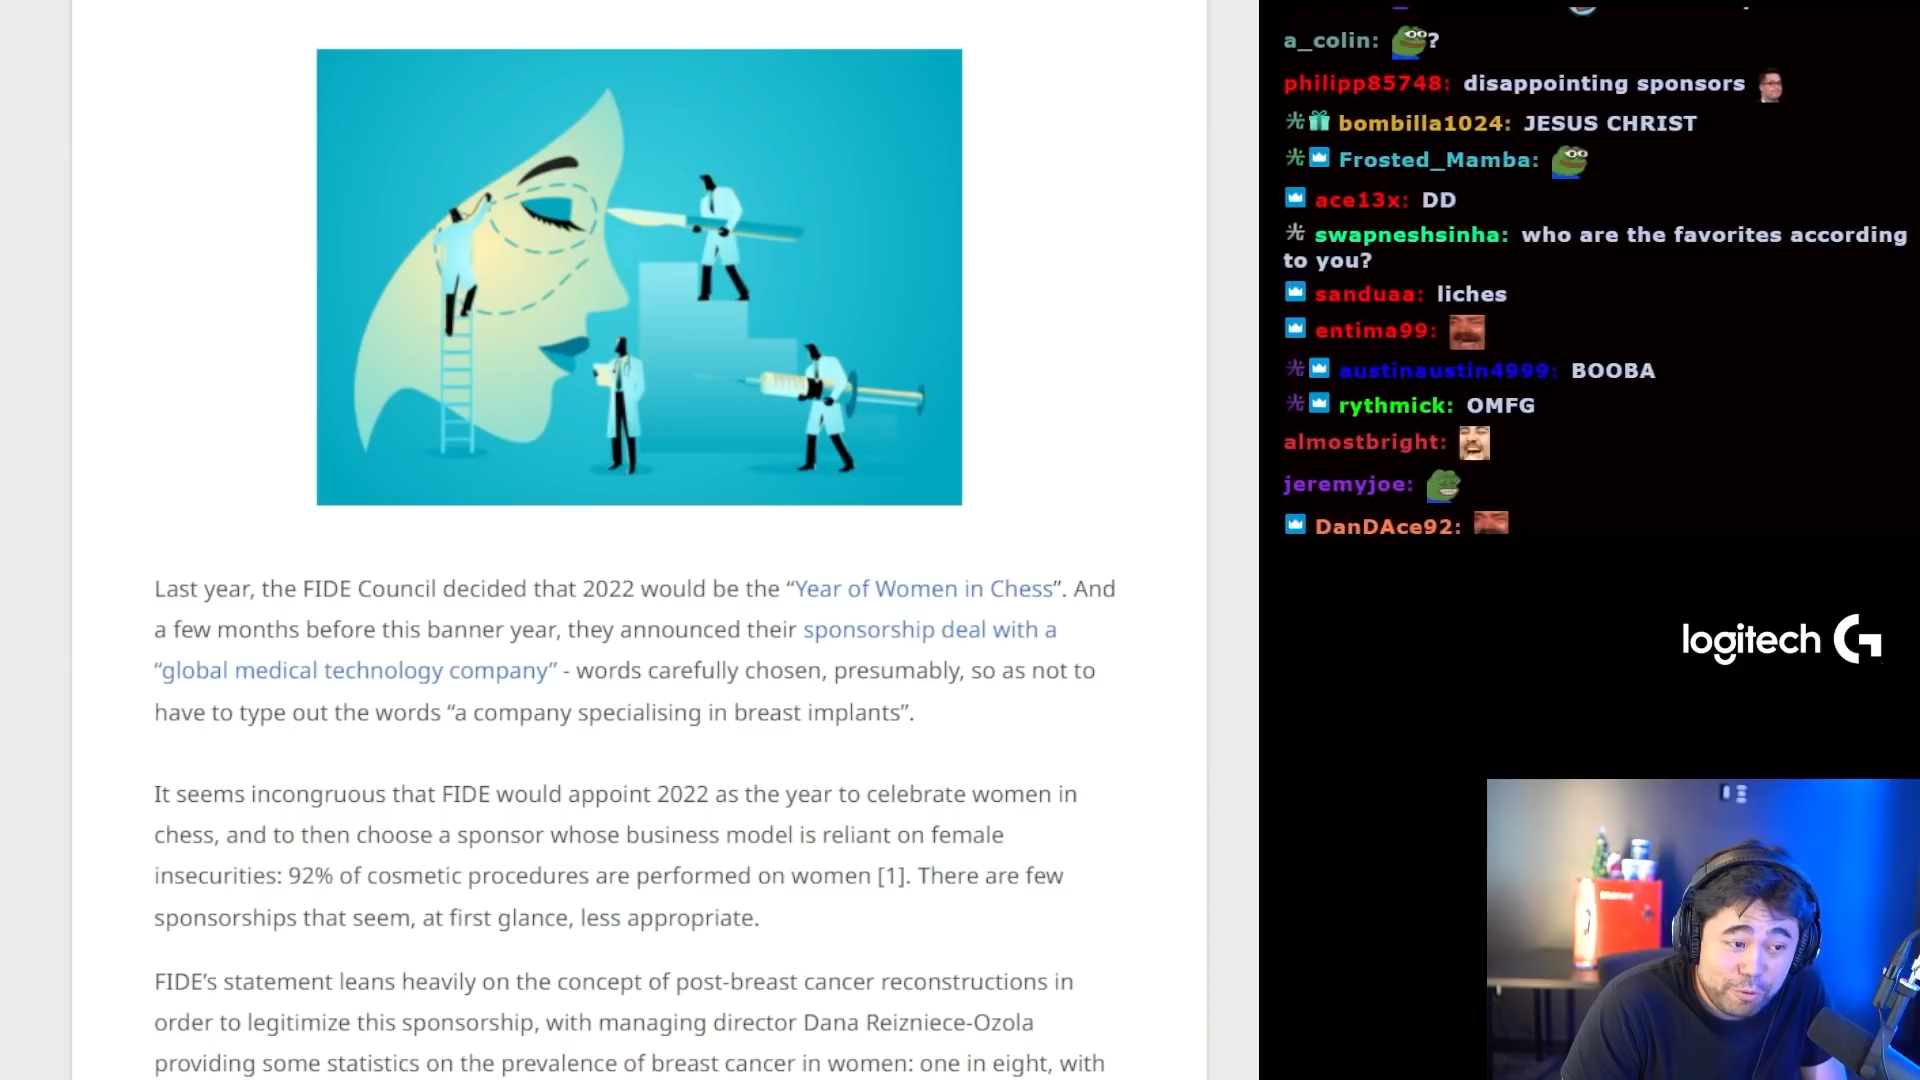 Last year, the FIDE Council decided that 2022 would be the “Year of Women in Chess”. And
a few months before this banner year, they announced their sponsorship deal with a
“global medical technology company” - words carefully chosen, presumably, so as not to
have to type out the words “a company specialising in breast implants”.
It seems incongruous that FIDE would appoint 2022 as the year to celebrate women in
chess, and to then choose a sponsor whose business model is reliant on female
insecurities: 92% of cosmetic procedures are performed on women [1]. There are few
sponsorships that seem, at first glance, less appropriate.
FIDE’s statement leans heavily on the concept of post-breast cancer reconstructions in
order to legitimize this sponsorship, with managing director Dana Reizniece-Ozola
providing some statistics on the prevalence of breast cancer in women: one in eight, with
a_colin: ?
philipp85748: disappointing sponsors
bombilla1024: JESUS CHRIST
Frosted_Mamba:
ace13x: DD
swapneshsinha: who are the favorites according
to you?
sanduaa: liches
entima99:
austinaustin4999: BOOBA
rythmick: OMFG
almostbright:
jeremyjoe:
DanDAce92:
logitech G